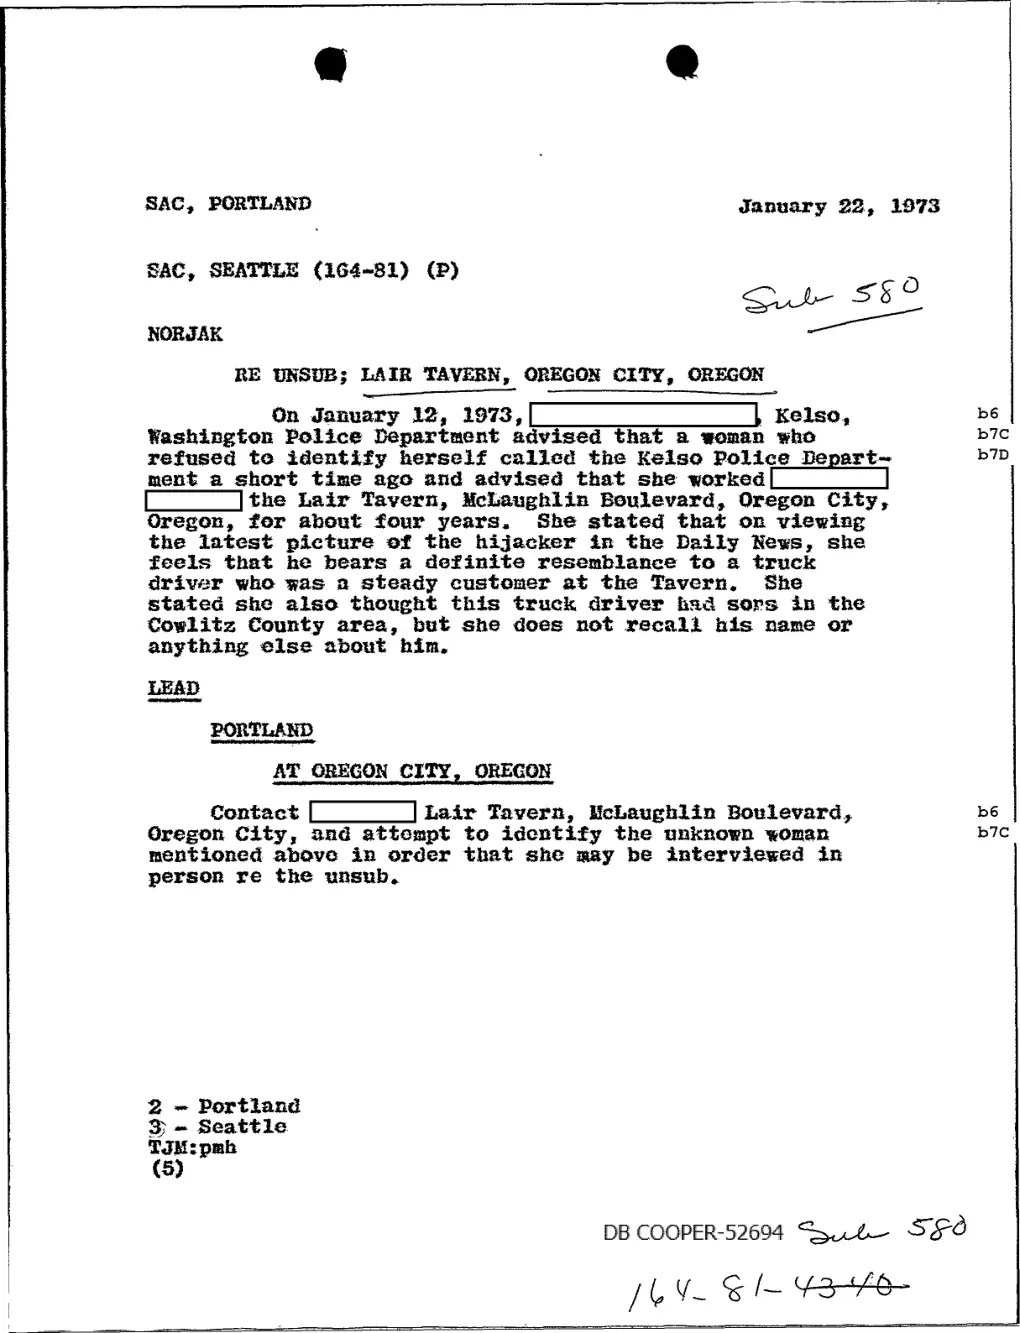 SAC, PORTLAND
January 22, 1973
SAC, SEATTLE (164-81) (P)
Sub 580
NORJAK
RE UNSUB; LAIR TAVERN, OREGON CITY, OREGON
On January 12, 1973, , Kelso, b6
Washington Police Department advised that a woman who b7C
refused to identify herself called the Kelso Police Depart- b7D
ment a short time ago and advised that she worked
the Lair Tavern, McLaughlin Boulevard, Oregon City,
Oregon, for about four years. She stated that on viewing
the latest picture of the hijacker in the Daily News, she
feels that he bears a definite resemblance to a truck
driver who was a steady customer at the Tavern. She
stated she also thought this truck driver had sons in the
Cowlitz County area, but she does not recall his name or
anything else about him.
LEAD
PORTLAND
AT OREGON CITY, OREGON
Contact Lair Tavern, McLaughlin Boulevard, b6
Oregon City, and attempt to identify the unknown woman b7C
mentioned above in order that she may be interviewed in
person re the unsub.
2 - Portland
3 - Seattle
TJM:pmh
(5)
DB COOPER-52694 Sub 580
164-81-4340